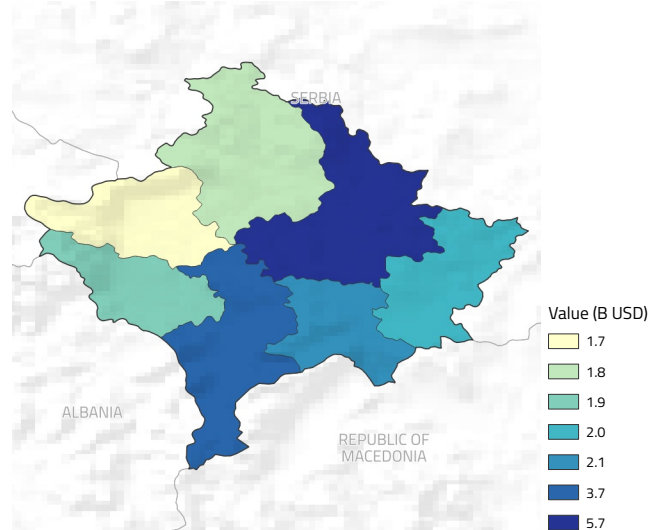 SERBIA
Value (B USD)
1.7
1.8
1.9
2.0
2.1
3.7
5.7
ALBANIA
REPUBLIC OF
MACEDONIA